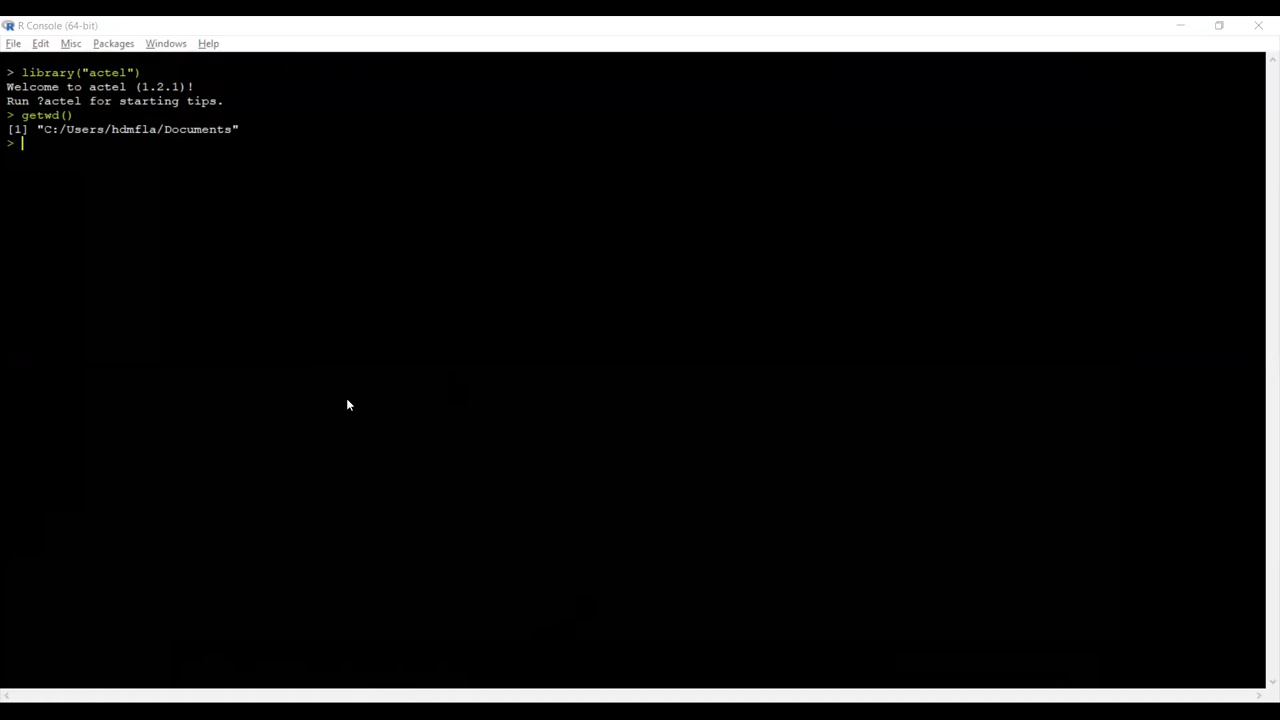 R Console (64-bit)
File Edit Misc Packages Windows Help
> library("actel")
Welcome to actel (1.2.1)!
Run ?actel for starting tips.
> getwd()
[1] "C:/Users/hdmfla/Documents"
>